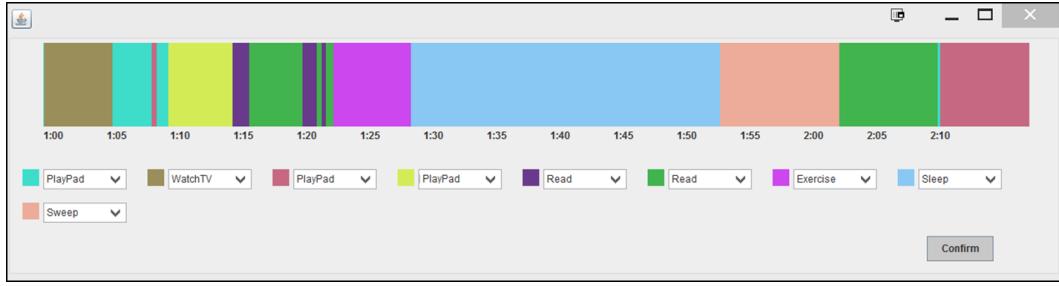 1:00 1:05 1:10 1:15 1:20 1:25 1:30 1:35 1:40 1:45 1:50 1:55 2:00 2:05 2:10
PlayPad WatchTV PlayPad PlayPad Read Read Exercise Sleep
Sweep
Confirm